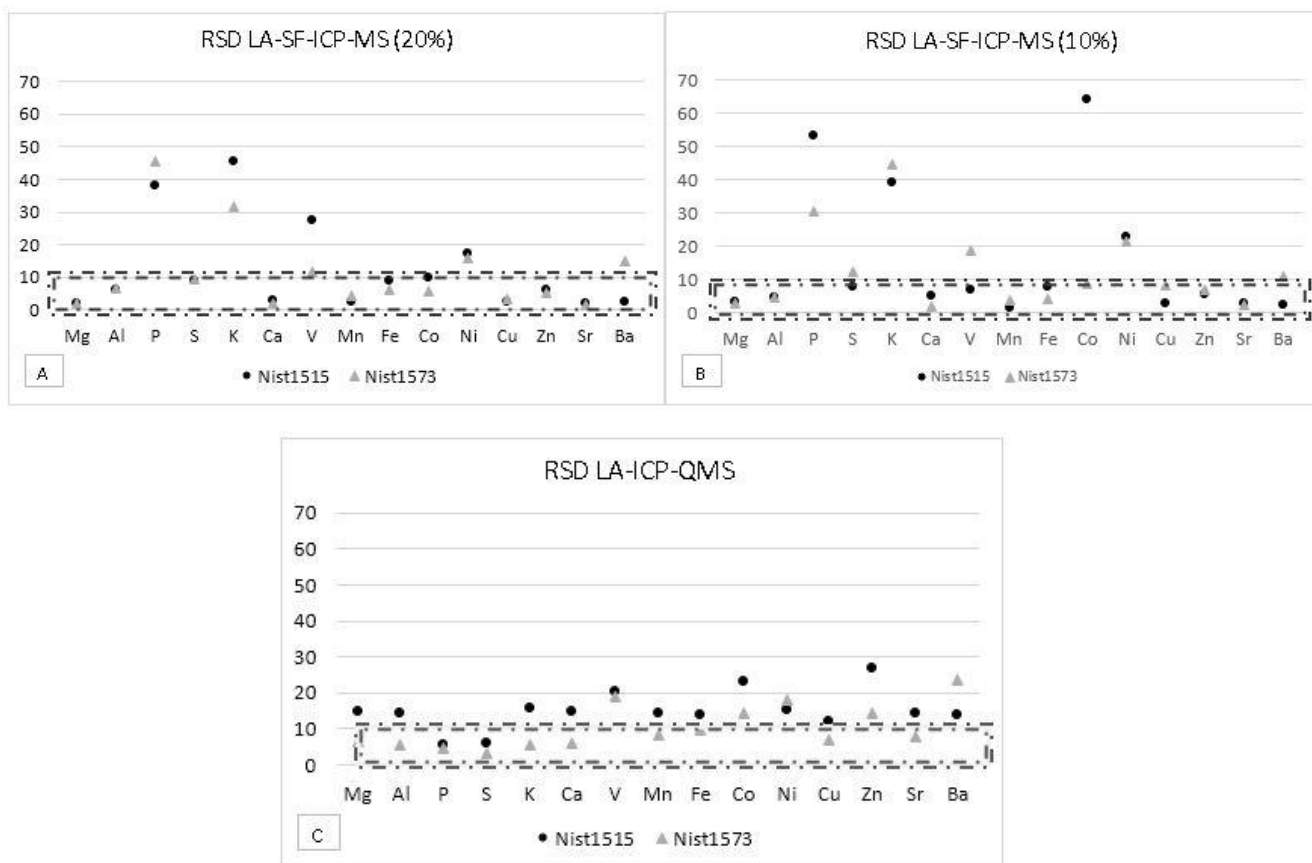 RSD LA-SF-ICP-MS (20%)
70
60
50
40
30
20
10
0
Mg Al P S K Ca V Mn Fe Co Ni Cu Zn Sr Ba
A
Nist1515 Nist1573
RSD LA-SF-ICP-MS (10%)
70
60
50
40
30
20
10
0
Mg Al P S K Ca V Mn Fe Co Ni Cu Zn Sr Ba
B
Nist1515 Nist1573
RSD LA-ICP-QMS
70
60
50
40
30
20
10
0
Mg Al P S K Ca V Mn Fe Co Ni Cu Zn Sr Ba
C
Nist1515 Nist1573